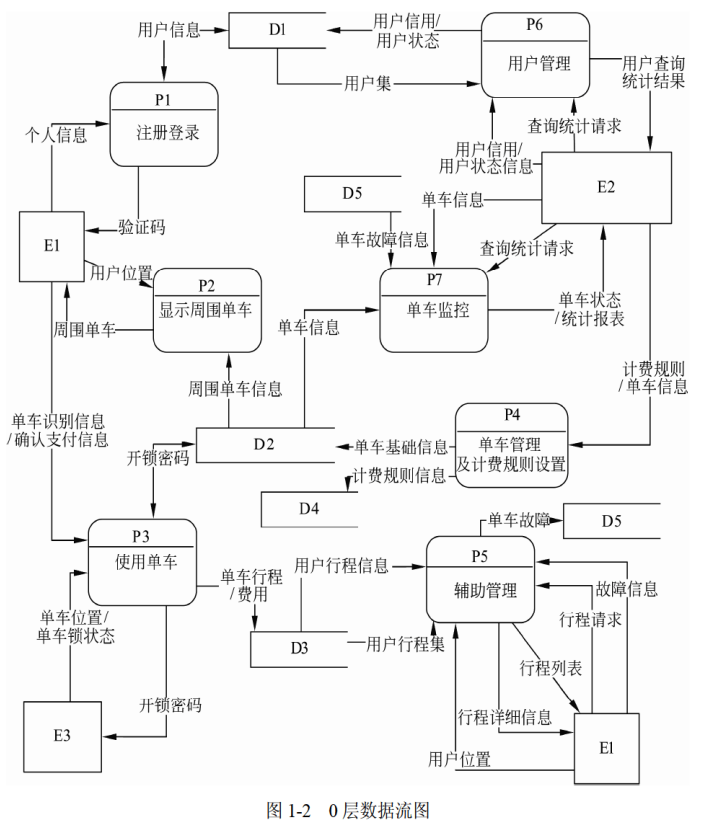 用户信息
D1
用户信用/
用户状态
P6
用户管理
用户查询
统计结果
用户集
P1
注册登录
个人信息
查询统计请求
用户信用/
用户状态信息
E2
D5
单车信息
验证码
E1
单车故障信息
查询统计请求
用户位置
P2
显示周围单车
P7
单车监控
单车状态
/统计报表
周围单车
单车信息
计费规则
/单车信息
周围单车信息
单车识别信息
/确认支付信息
P4
单车管理
及计费规则设置
D2
单车基础信息
开锁密码
计费规则信息
D4
P3
使用单车
单车故障
D5
P5
辅助管理
用户行程信息
单车行程
/费用
故障信息
行程请求
单车位置/
单车锁状态
D3
用户行程集
行程列表
开锁密码
行程详细信息
E3
E1
用户位置
图 1-2 0 层数据流图